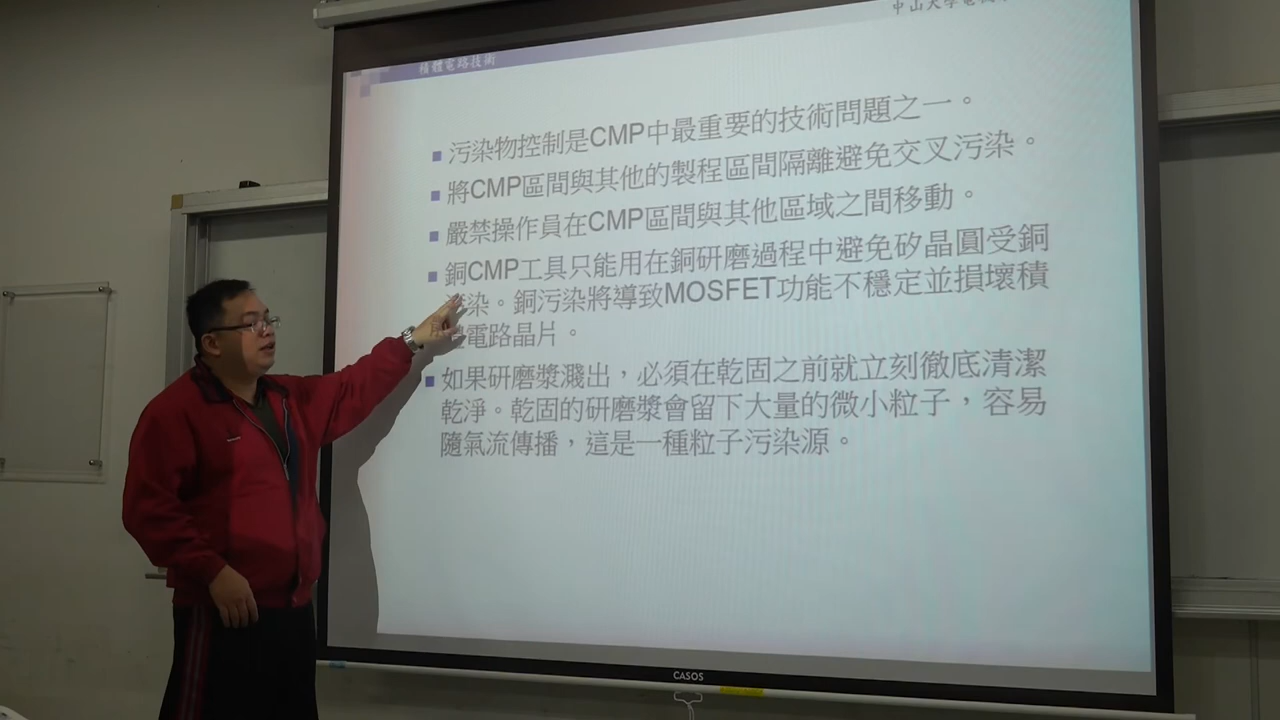 中山大學電機
積體電路技術
污染物控制是CMP中最重要的技術問題之一。
將CMP區間與其他的製程區間隔離避免交叉污染。
嚴禁操作員在CMP區間與其他區域之間移動。
銅CMP工具只能用在銅研磨過程中避免矽晶圓受銅
染。銅污染將導致MOSFET功能不穩定並損壞積
電路晶片。
如果研磨漿濺出，必須在乾固之前就立刻徹底清潔
乾淨。乾固的研磨漿會留下大量的微小粒子，容易
隨氣流傳播，這是一種粒子污染源。
CASOS